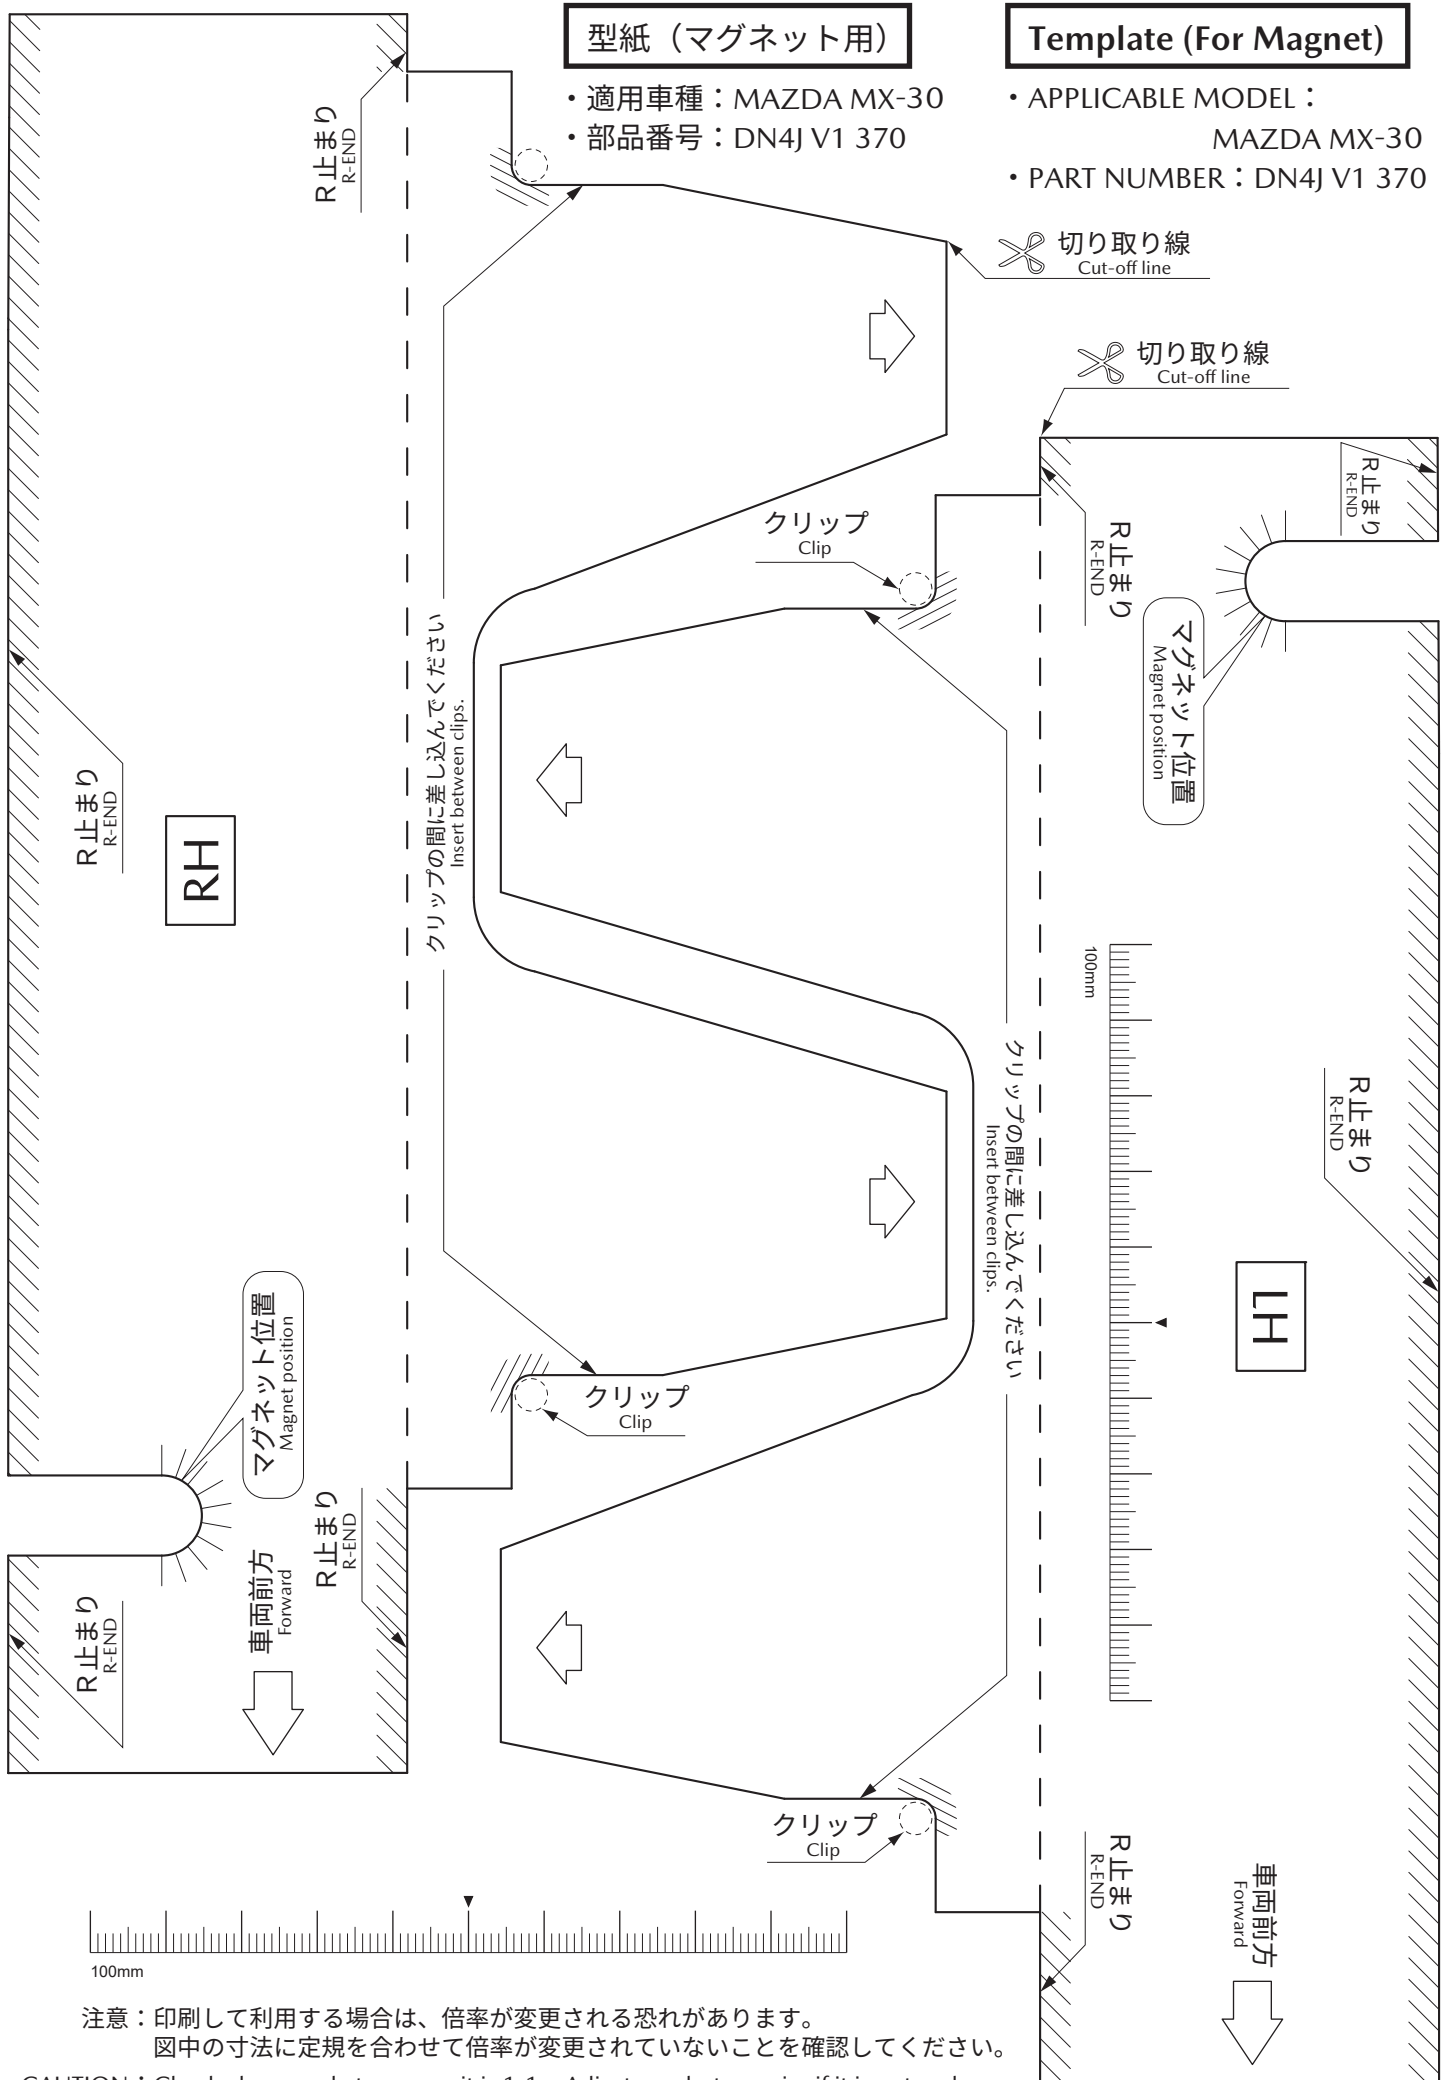 型紙（マグネット用）
・適用車種：MAZDA MX-30
・部品番号：DN4J V1 370
Template (For Magnet)
・APPLICABLE MODEL：
MAZDA MX-30
・PART NUMBER：DN4J V1 370
切り取り線
Cut-off line
切り取り線
Cut-off line
R止まり
R-END
R止まり
R-END
R止まり
R-END
クリップ
Clip
マグネット位置
Magnet position
クリップの間に差し込んでください
Insert between clips.
R止まり
R-END
RH
100mm
クリップの間に差し込んでください
Insert between clips.
R止まり
R-END
LH
マグネット位置
Magnet position
クリップ
Clip
R止まり
R-END
車両前方
Forward
R止まり
R-END
クリップ
Clip
R止まり
R-END
車両前方
Forward
100mm
注意：印刷して利用する場合は、倍率が変更される恐れがあります。
図中の寸法に定規を合わせて倍率が変更されていないことを確認してください。